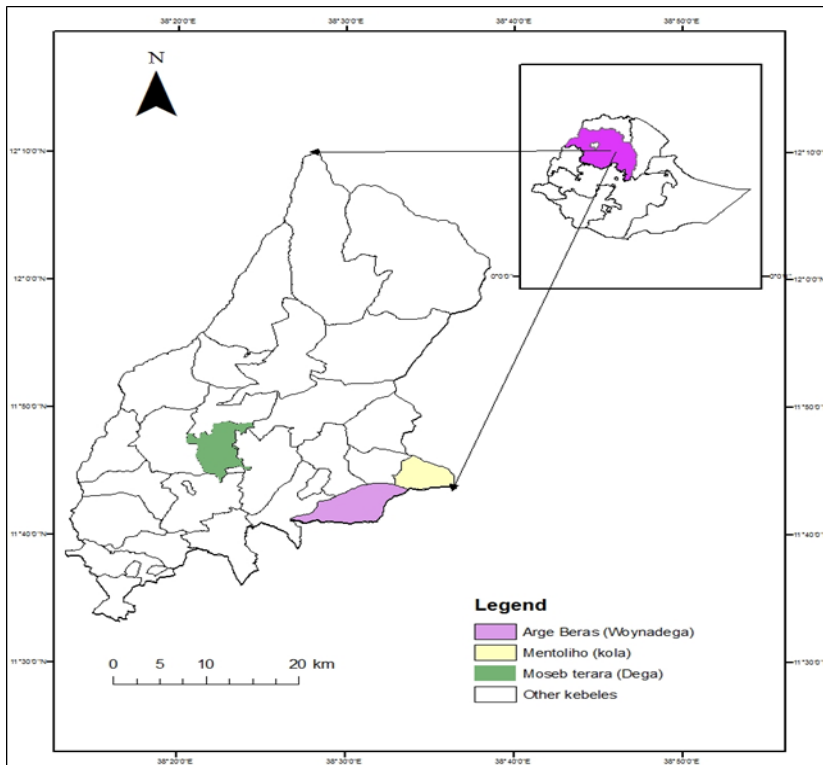 38°20'0"E 38°30'0"E 38°40'0"E 38°50'0"E
N
12°10'0"N 12°10'0"N
12°0'0"N 0°0'0" 0°0'0" 12°0'0"N
11°50'0"N 11°50'0"N
11°40'0"N 11°40'0"N
Legend
Arge Beras (Woynadega)
Mentoliho (kola)
Moseb terara (Dega)
Other kebeles
11°30'0"N 11°30'0"N
0 5 10 20 km
38°20'0"E 38°30'0"E 38°40'0"E 38°50'0"E